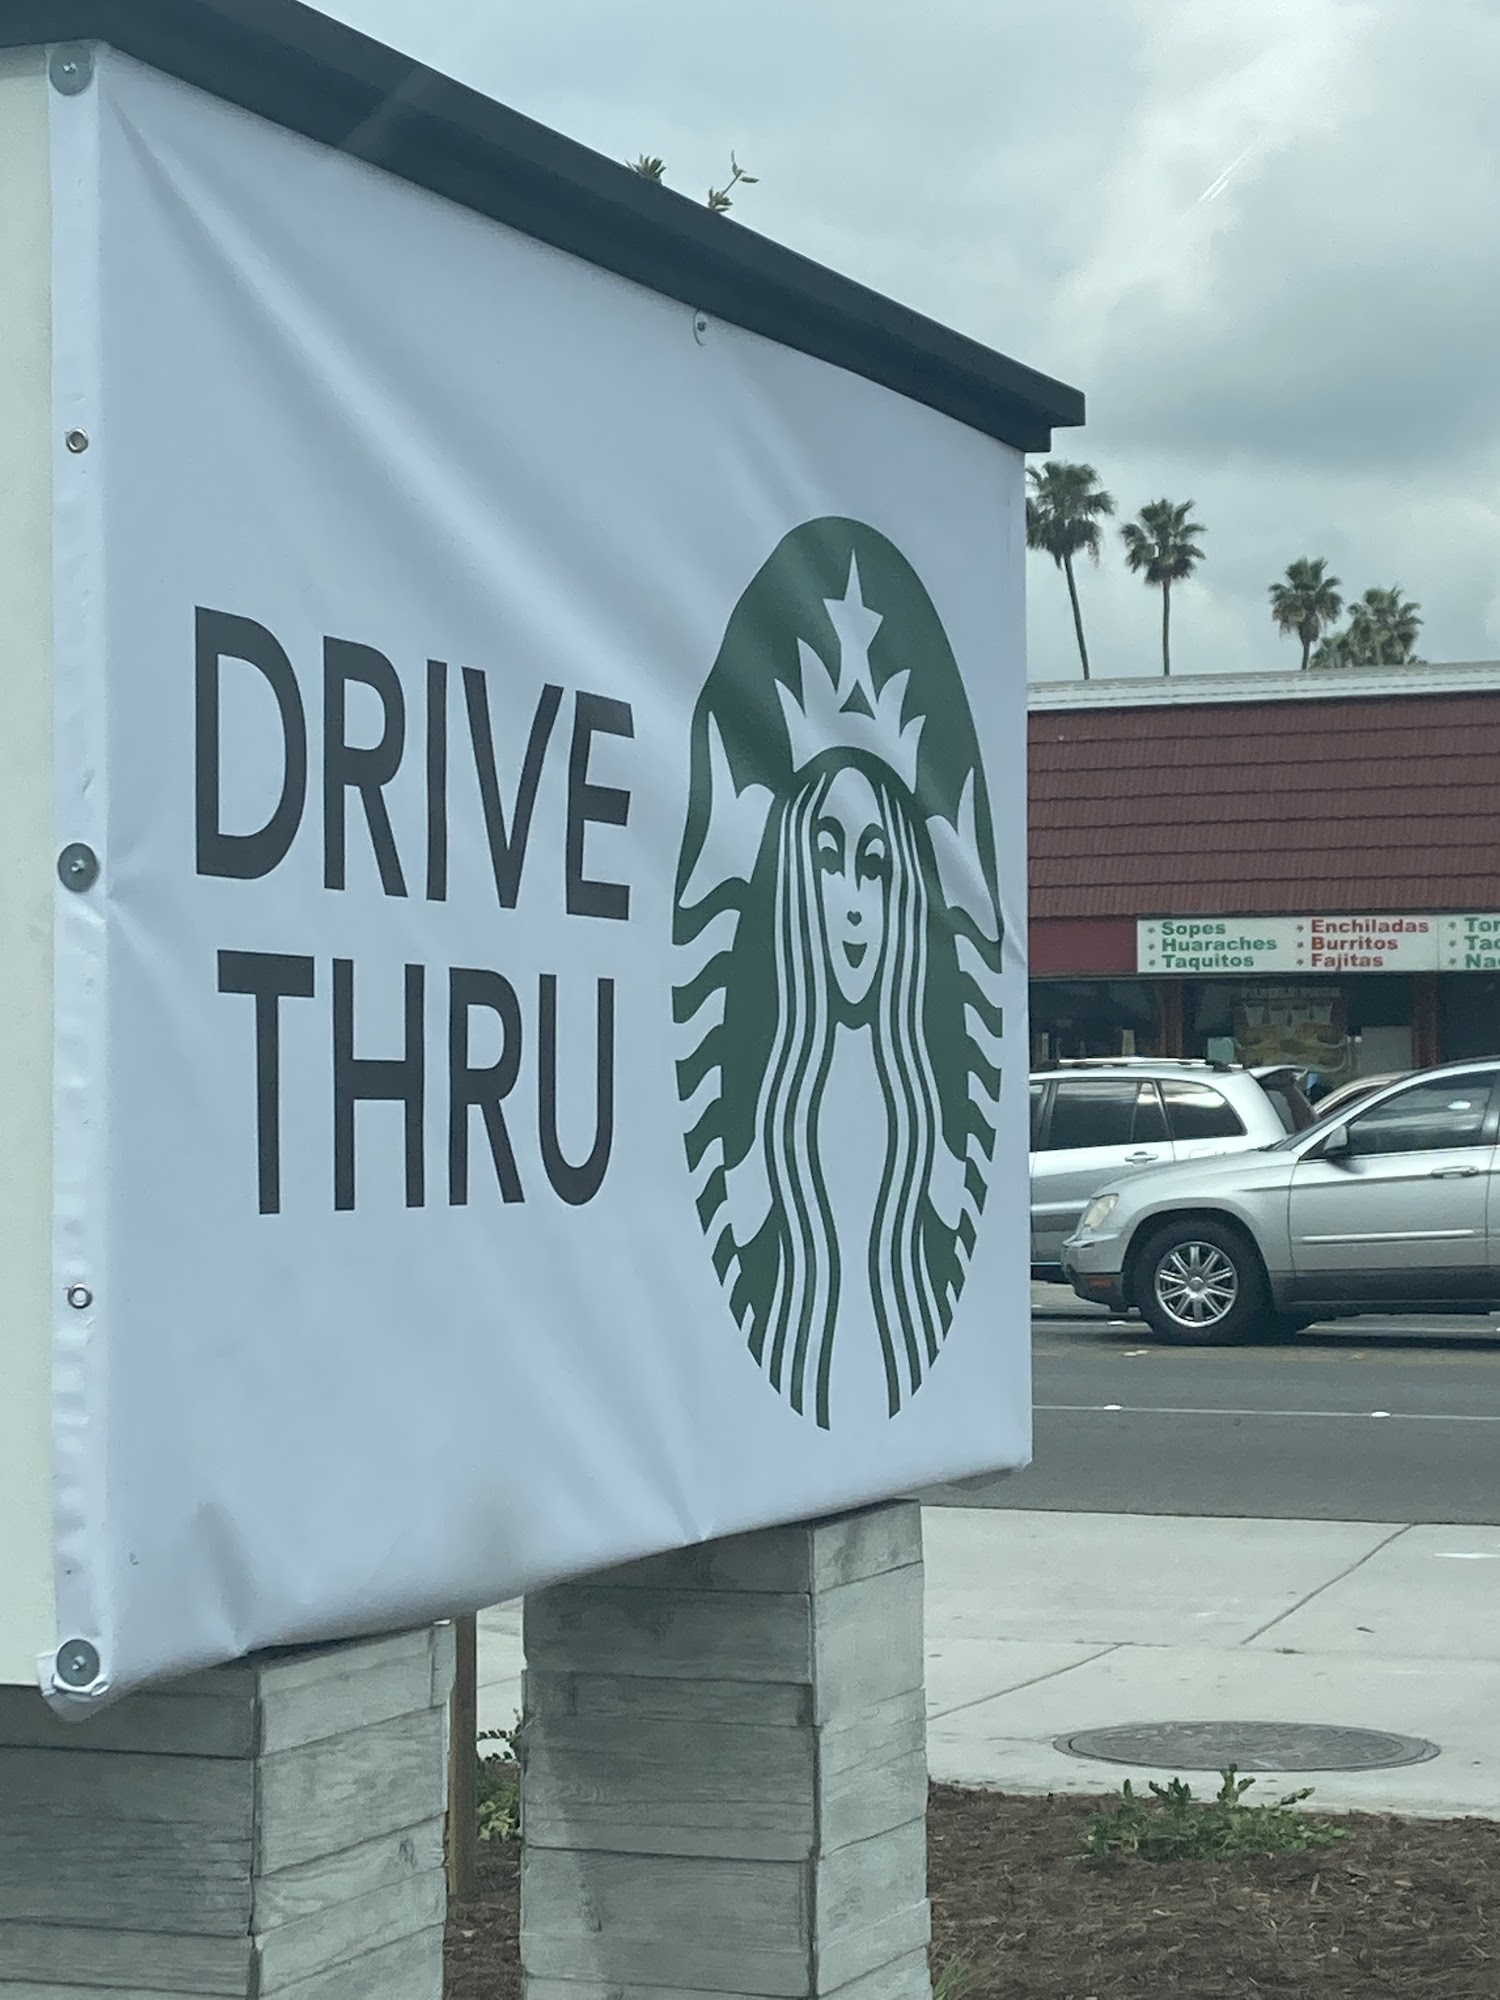 DRIVE
THRU
* Sopes
* Huaraches
* Taquitos
* Enchiladas
* Burritos
* Fajitas